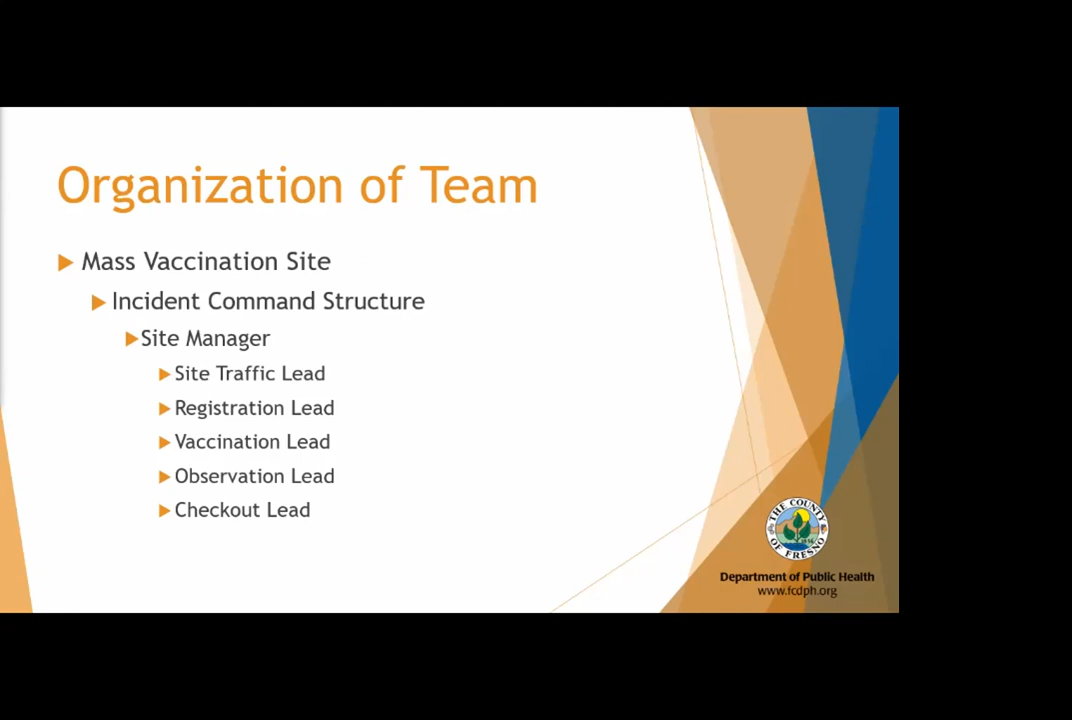 Organization of Team
Mass Vaccination Site
Incident Command Structure
Site Manager
Site Traffic Lead
Registration Lead
Vaccination Lead
Observation Lead
Checkout Lead
THE COUNTY
OF FRESNO
Department of Public Health
www.fcdph.org